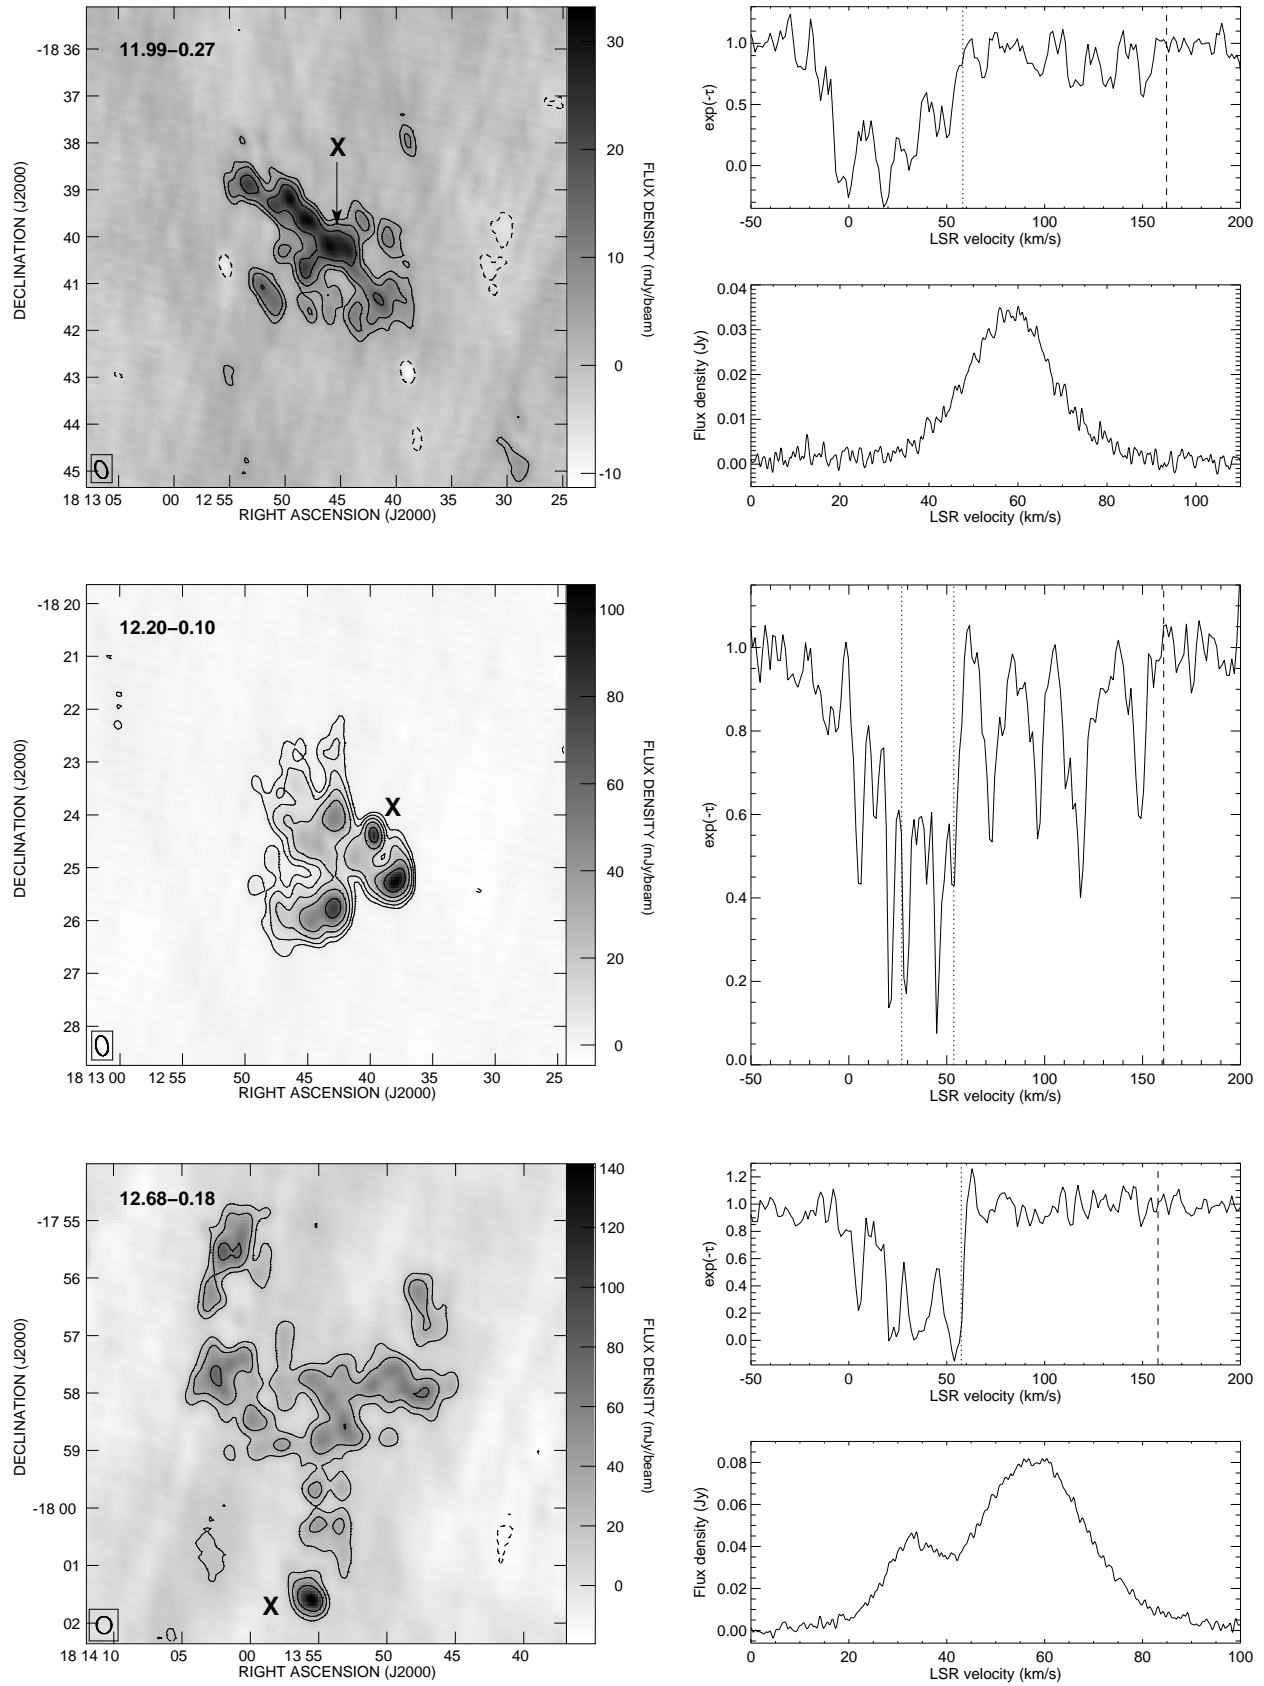 11.99−0.27
X
-18 36
37
38
39
40
41
42
43
44
45
18 13 05 00 12 55 50 45 40 35 30 25
RIGHT ASCENSION (J2000)
DECLINATION (J2000)
30
20
10
0
-10
FLUX DENSITY (mJy/beam)
1.0
0.5
0.0
exp(-τ)
-50 0 50 100 150 200
LSR velocity (km/s)
0.04
0.03
0.02
0.01
0.00
Flux density (Jy)
0 20 40 60 80 100
LSR velocity (km/s)
12.20−0.10
X
-18 20
21
22
23
24
25
26
27
28
18 13 00 12 55 50 45 40 35 30 25
RIGHT ASCENSION (J2000)
DECLINATION (J2000)
100
80
60
40
20
0
FLUX DENSITY (mJy/beam)
1.0
0.8
0.6
0.4
0.2
0.0
exp(-τ)
-50 0 50 100 150 200
LSR velocity (km/s)
12.68−0.18
X
-17 55
56
57
58
59
-18 00
01
02
18 14 10 05 00 13 55 50 45 40
RIGHT ASCENSION (J2000)
DECLINATION (J2000)
140
120
100
80
60
40
20
0
FLUX DENSITY (mJy/beam)
1.2
1.0
0.8
0.6
0.4
0.2
0.0
exp(-τ)
-50 0 50 100 150 200
LSR velocity (km/s)
0.08
0.06
0.04
0.02
0.00
Flux density (Jy)
0 20 40 60 80 100
LSR velocity (km/s)